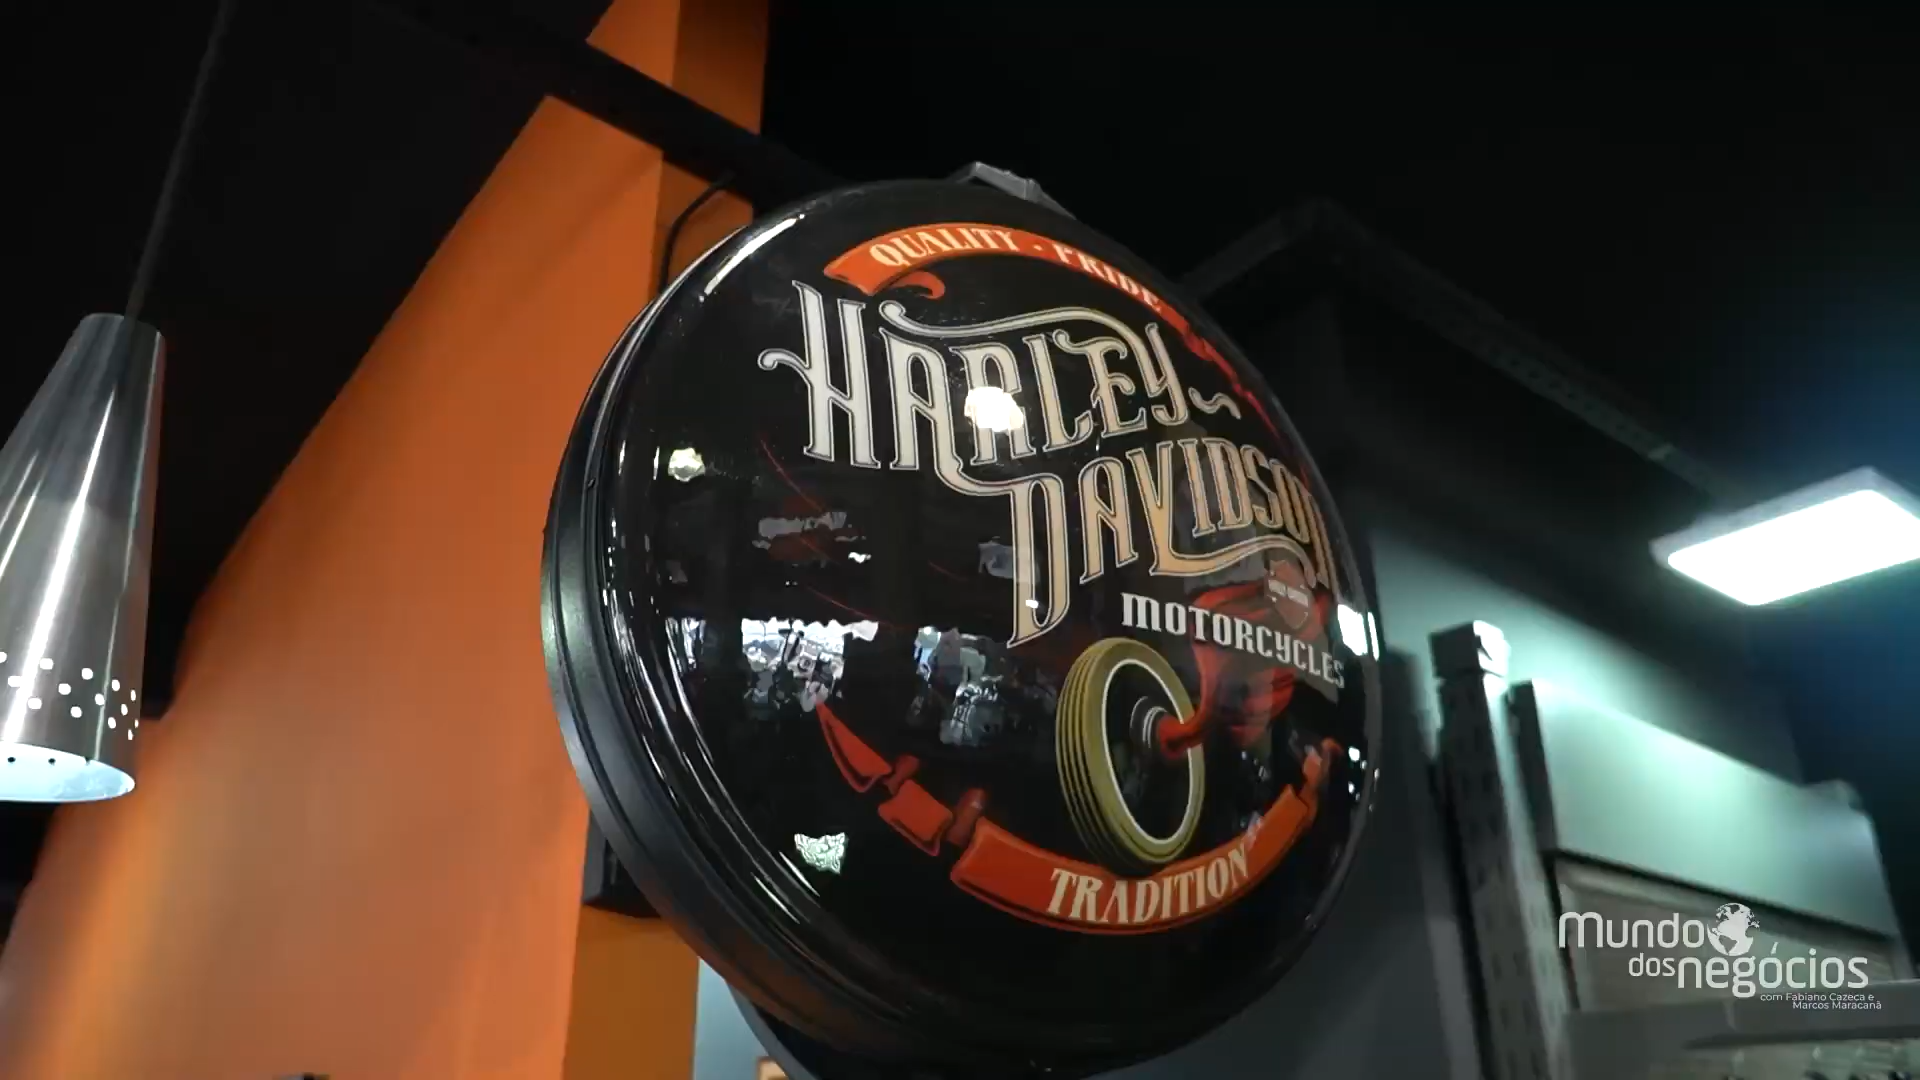 QUALITY · PRIDE
HARLEY-
DAVIDSON
MOTORCYCLES
TRADITION
Mundo
dos negócios
com Fabiano Cazeca e
Marcos Maracanã